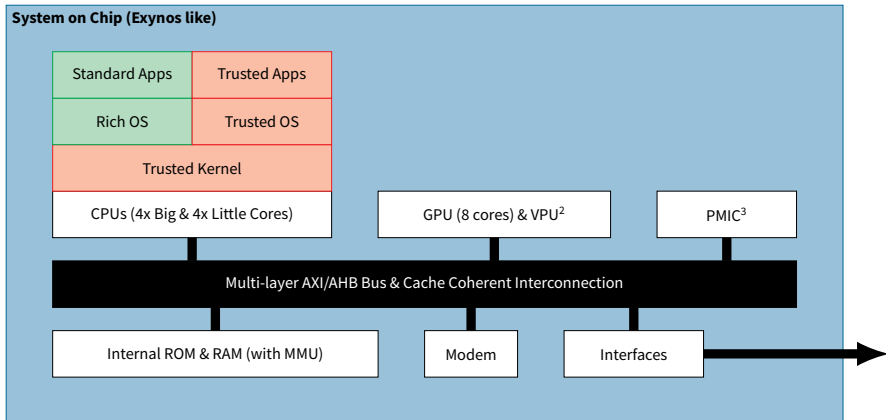 System on Chip (Exynos like)
Standard Apps
Trusted Apps
Rich OS
Trusted OS
Trusted Kernel
CPUs (4x Big & 4x Little Cores)
GPU (8 cores) & VPU²
PMIC³
Multi-layer AXI/AHB Bus & Cache Coherent Interconnection
Internal ROM & RAM (with MMU)
Modem
Interfaces